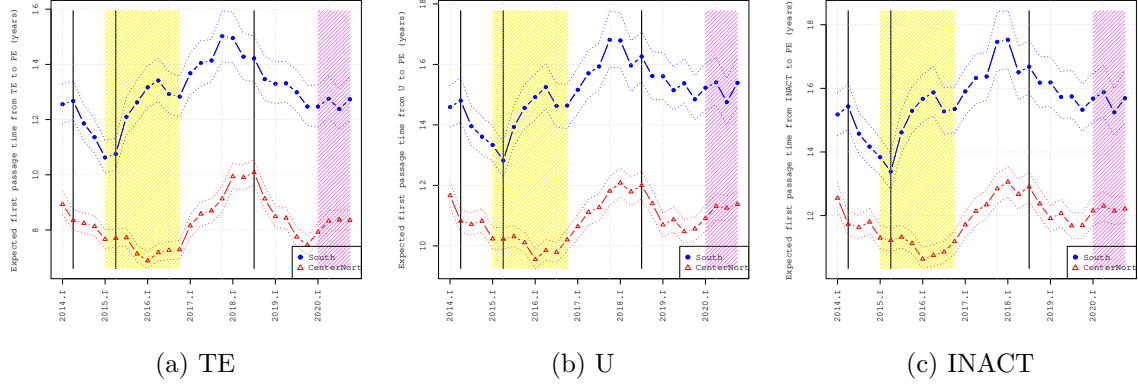 Expected first passage time from TE to PE (years)
16
14
12
10
8
2014.I
2015.I
2016.I
2017.I
2018.I
2019.I
2020.I
South
CenterNort
(a) TE
Expected first passage time from U to PE (years)
18
16
14
12
10
2014.I
2015.I
2016.I
2017.I
2018.I
2019.I
2020.I
South
CenterNort
(b) U
Expected first passage time from INACT to PE (years)
18
16
14
12
2014.I
2015.I
2016.I
2017.I
2018.I
2019.I
2020.I
South
CenterNort
(c) INACT